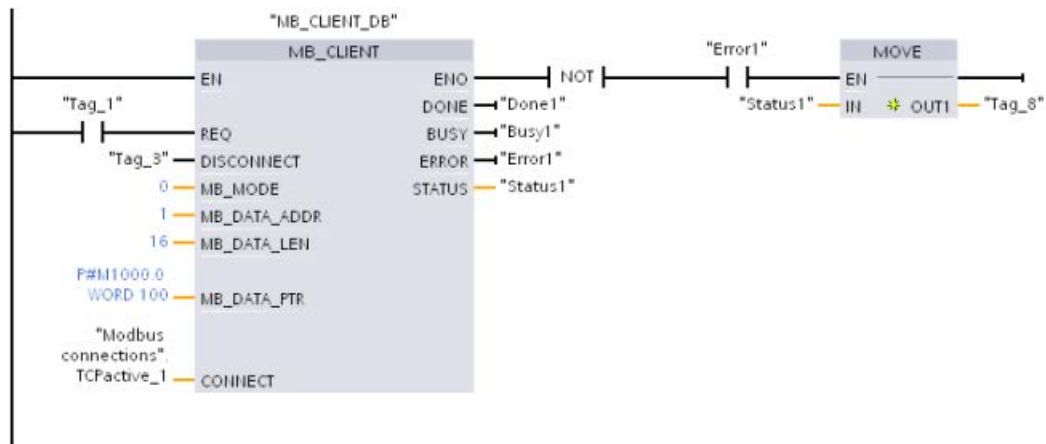 "MB_CLIENT_DB"
MB_CLIENT
"Error1"
MOVE
EN
ENO
NOT
EN
"Tag_1"
DONE
"Done1"
"Status1"
IN
OUT1
"Tag_8"
REQ
BUSY
"Busy1"
"Tag_3"
DISCONNECT
ERROR
"Error1"
0
MB_MODE
STATUS
"Status1"
1
MB_DATA_ADDR
16
MB_DATA_LEN
P#M1000.0
WORD 100
MB_DATA_PTR
"Modbus
connections".
TCPactive_1
CONNECT